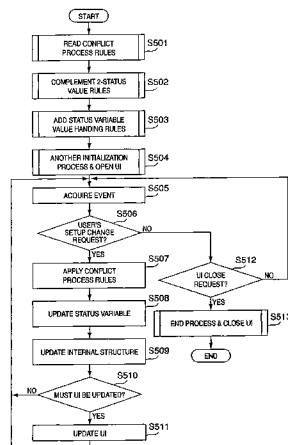 START
S501
READ CONFLICT
PROCESS RULES
S502
COMPLEMENT 2-STATUS
VALUE RULES
S503
ADD STATUS VARIABLE
VALUE HANDING RULES
S504
ANOTHER INITIALIZATION
PROCESS & OPEN UI
S505
ACQUIRE EVENT
S506
USER'S
SETUP CHANGE
REQUEST?
NO
YES
S507
APPLY CONFLICT
PROCESS RULES
S508
UPDATE STATUS VARIABLE
S509
UPDATE INTERNAL STRUCTURE
S510
MUST UI BE UPDATED?
NO
YES
S511
UPDATE UI
S512
UI CLOSE
REQUEST?
NO
YES
S513
END PROCESS & CLOSE UI
END